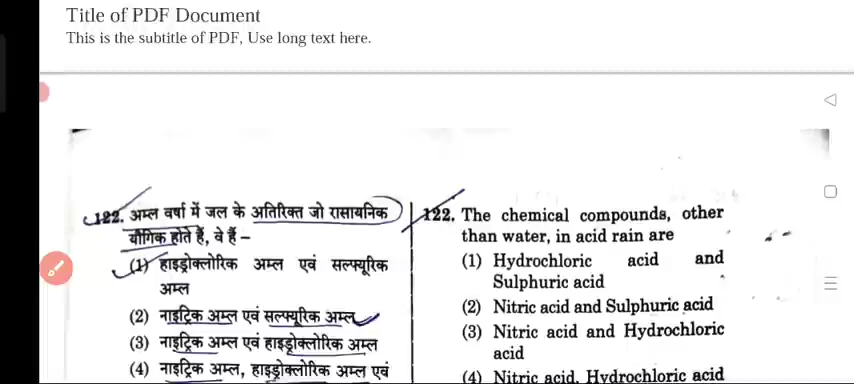 Title of PDF Document
This is the subtitle of PDF, Use long text here.
122. अम्ल वर्षा में जल के अतिरिक्त जो रासायनिक
यौगिक होते हैं, वे हैं –
(1) हाइड्रोक्लोरिक अम्ल एवं सल्फ्यूरिक
अम्ल
(2) नाइट्रिक अम्ल एवं सल्फ्यूरिक अम्ल
(3) नाइट्रिक अम्ल एवं हाइड्रोक्लोरिक अम्ल
(4) नाइट्रिक अम्ल, हाइड्रोक्लोरिक अम्ल एवं
122. The chemical compounds, other
than water, in acid rain are
(1) Hydrochloric acid and
Sulphuric acid
(2) Nitric acid and Sulphuric acid
(3) Nitric acid and Hydrochloric
acid
(4) Nitric acid, Hydrochloric acid